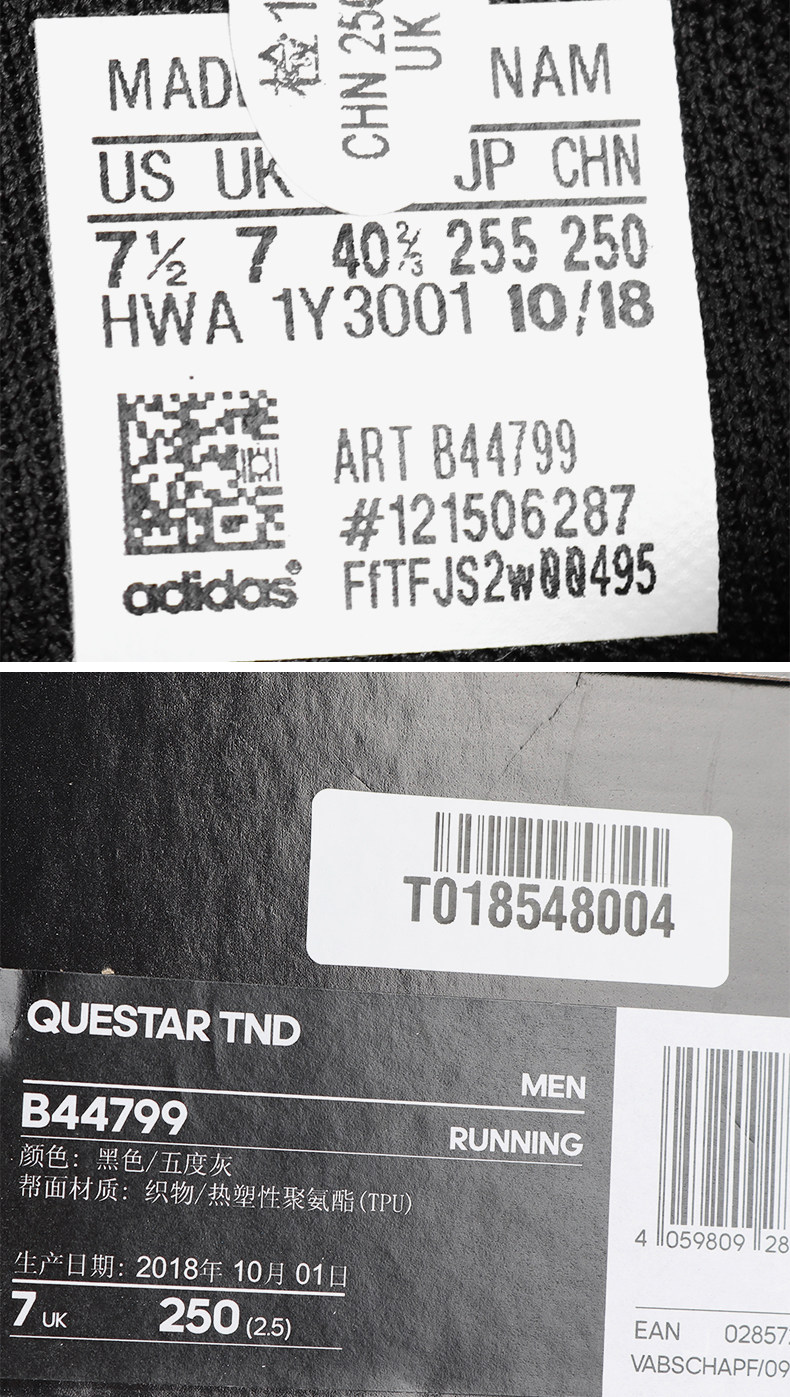 检 1
CHN 250
UK
MADE NAM
US UK JP CHN
7½ 7 40⅔ 255 250
HWA 1Y3001 10/18
ART B44799
#121506287
FfTFJS2w00495
adidas®
T018548004
QUESTAR TND
MEN
B44799
RUNNING
颜色: 黑色/五度灰
帮面材质: 织物/热塑性聚氨酯(TPU)
生产日期: 2018年 10月 01日
7 UK 250 (2.5)
4 059809 28
EAN 02857
VABSCHAPF/09